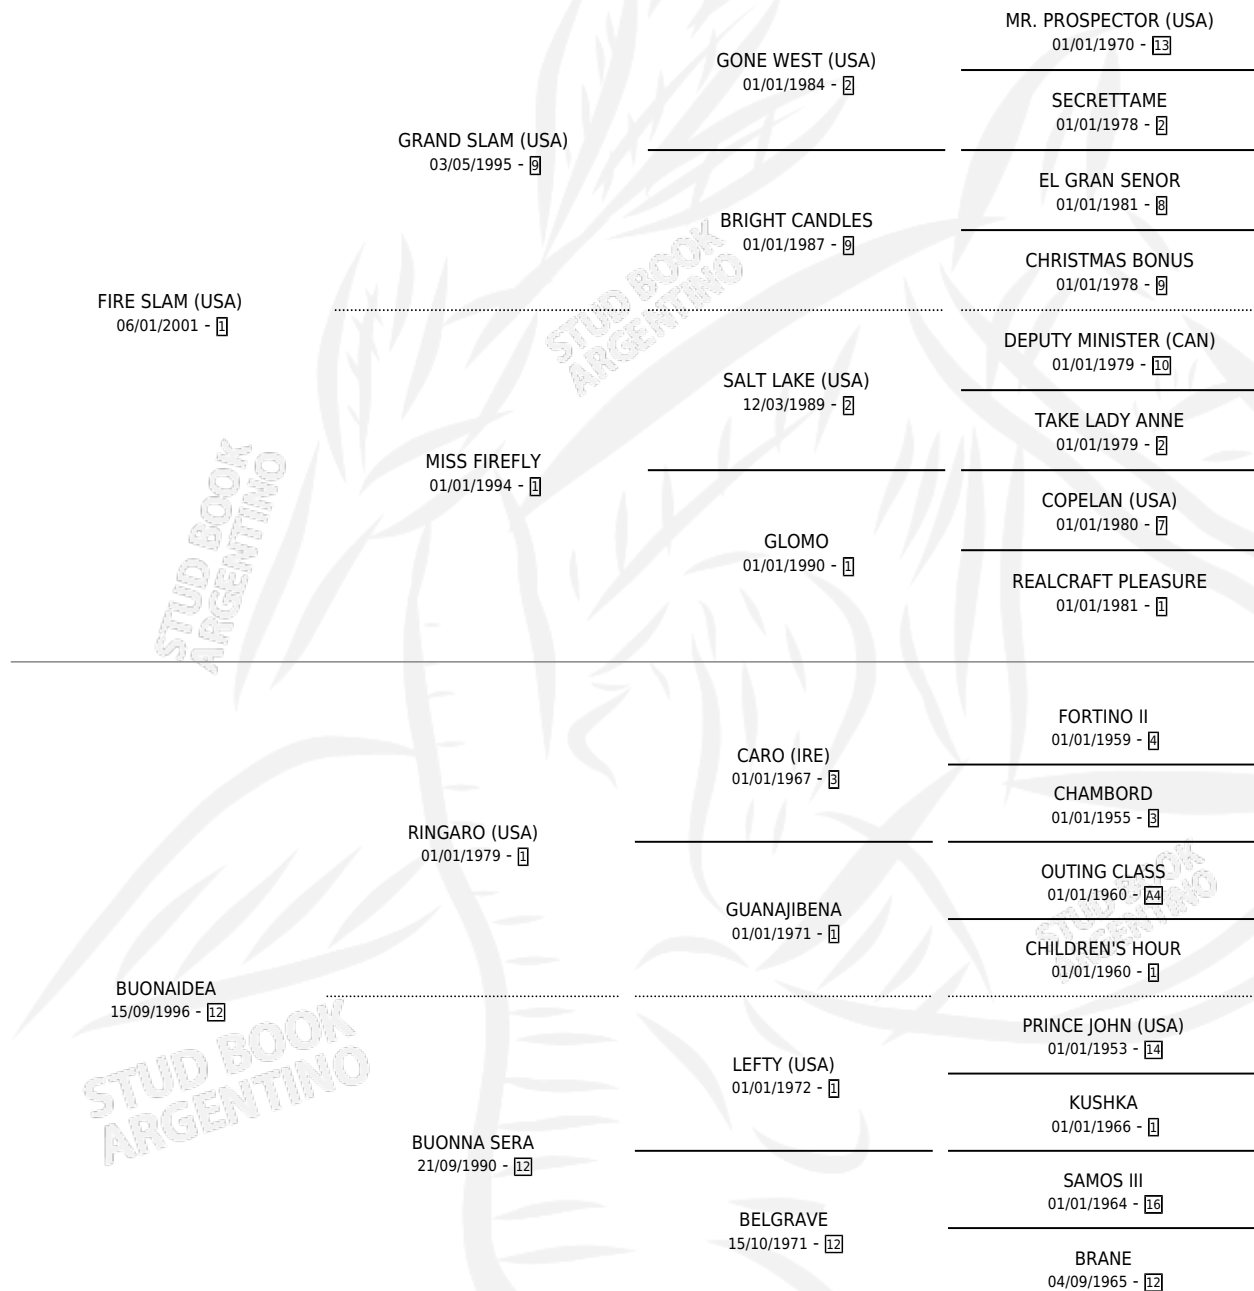 MR. PROSPECTOR (USA)
01/01/1970 - 13
GONE WEST (USA)
01/01/1984 - 2
SECRETTAME
01/01/1978 - 2
GRAND SLAM (USA)
03/05/1995 - 9
EL GRAN SENOR
01/01/1981 - 8
BRIGHT CANDLES
01/01/1987 - 9
CHRISTMAS BONUS
01/01/1978 - 9
FIRE SLAM (USA)
06/01/2001 - 1
DEPUTY MINISTER (CAN)
01/01/1979 - 10
SALT LAKE (USA)
12/03/1989 - 2
TAKE LADY ANNE
01/01/1979 - 2
MISS FIREFLY
01/01/1994 - 1
COPELAN (USA)
01/01/1980 - 7
GLOMO
01/01/1990 - 1
REALCRAFT PLEASURE
01/01/1981 - 1
FORTINO II
01/01/1959 - 4
CARO (IRE)
01/01/1967 - 3
CHAMBORD
01/01/1955 - 3
RINGARO (USA)
01/01/1979 - 1
OUTING CLASS
01/01/1960 - A4
GUANAJIBENA
01/01/1971 - 1
CHILDREN'S HOUR
01/01/1960 - 1
BUONAIDEA
15/09/1996 - 12
PRINCE JOHN (USA)
01/01/1953 - 14
LEFTY (USA)
01/01/1972 - 1
KUSHKA
01/01/1966 - 1
BUONNA SERA
21/09/1990 - 12
SAMOS III
01/01/1964 - 16
BELGRAVE
15/10/1971 - 12
BRANE
04/09/1965 - 12
STUD BOOK
ARGENTINO
STUD BOOK
ARGENTINO
STUD BOOK
ARGENTINO
STUD BOOK
ARGENTINO